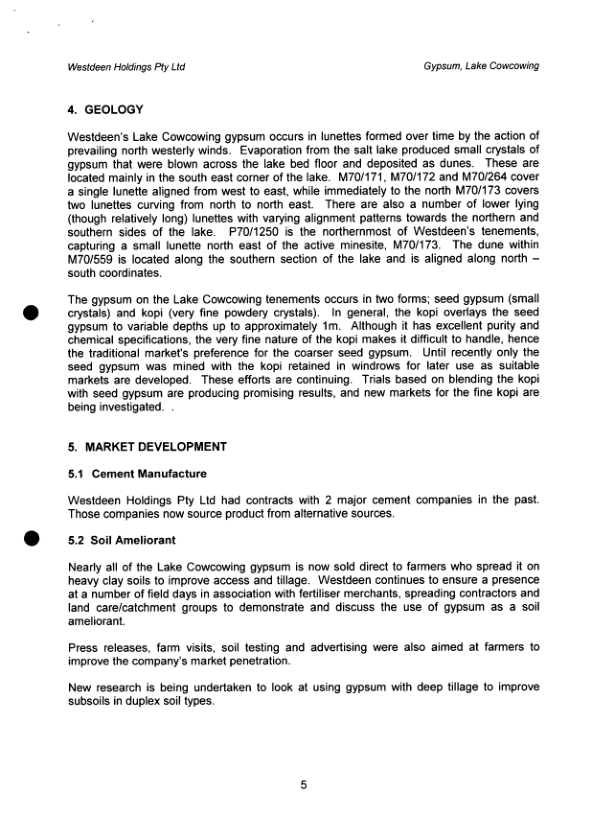 Westdeen Holdings Pty Ltd
Gypsum, Lake Cowcowing
4. GEOLOGY
Westdeen's Lake Cowcowing gypsum occurs in lunettes formed over time by the action of
prevailing north westerly winds. Evaporation from the salt lake produced small crystals of
gypsum that were blown across the lake bed floor and deposited as dunes. These are
located mainly in the south east corner of the lake. M70/171, M70/172 and M70/264 cover
a single lunette aligned from west to east, while immediately to the north M70/173 covers
two lunettes curving from north to north east. There are also a number of lower lying
(though relatively long) lunettes with varying alignment patterns towards the northern and
southern sides of the lake. P70/1250 is the northernmost of Westdeen's tenements,
capturing a small lunette north east of the active minesite, M70/173. The dune within
M70/559 is located along the southern section of the lake and is aligned along north –
south coordinates.
The gypsum on the Lake Cowcowing tenements occurs in two forms; seed gypsum (small
crystals) and kopi (very fine powdery crystals). In general, the kopi overlays the seed
gypsum to variable depths up to approximately 1m. Although it has excellent purity and
chemical specifications, the very fine nature of the kopi makes it difficult to handle, hence
the traditional market's preference for the coarser seed gypsum. Until recently only the
seed gypsum was mined with the kopi retained in windrows for later use as suitable
markets are developed. These efforts are continuing. Trials based on blending the kopi
with seed gypsum are producing promising results, and new markets for the fine kopi are
being investigated. .
5. MARKET DEVELOPMENT
5.1 Cement Manufacture
Westdeen Holdings Pty Ltd had contracts with 2 major cement companies in the past.
Those companies now source product from alternative sources.
5.2 Soil Ameliorant
Nearly all of the Lake Cowcowing gypsum is now sold direct to farmers who spread it on
heavy clay soils to improve access and tillage. Westdeen continues to ensure a presence
at a number of field days in association with fertiliser merchants, spreading contractors and
land care/catchment groups to demonstrate and discuss the use of gypsum as a soil
ameliorant.
Press releases, farm visits, soil testing and advertising were also aimed at farmers to
improve the company's market penetration.
New research is being undertaken to look at using gypsum with deep tillage to improve
subsoils in duplex soil types.
5